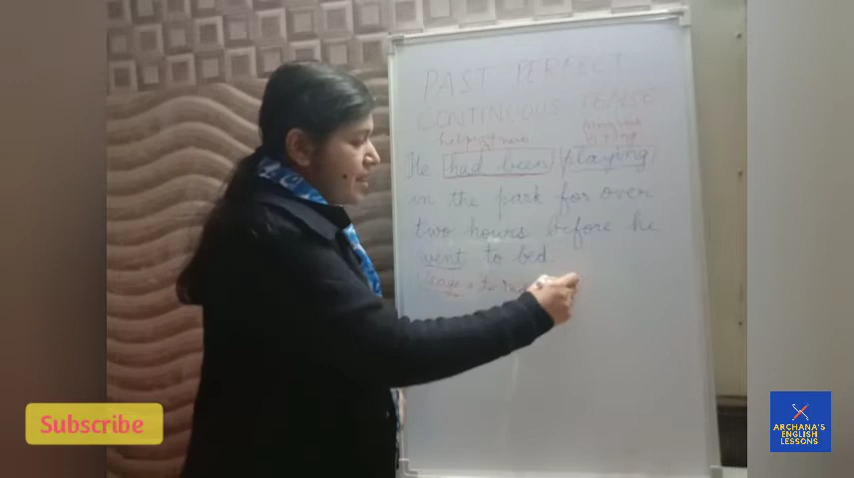 PAST PERFECT
CONTINUOUS TENSE
helping verb
He had been playing
in the park for over
two hours before he
went to bed.
Usage
Subscribe
ARCHANA'S
ENGLISH
LESSONS